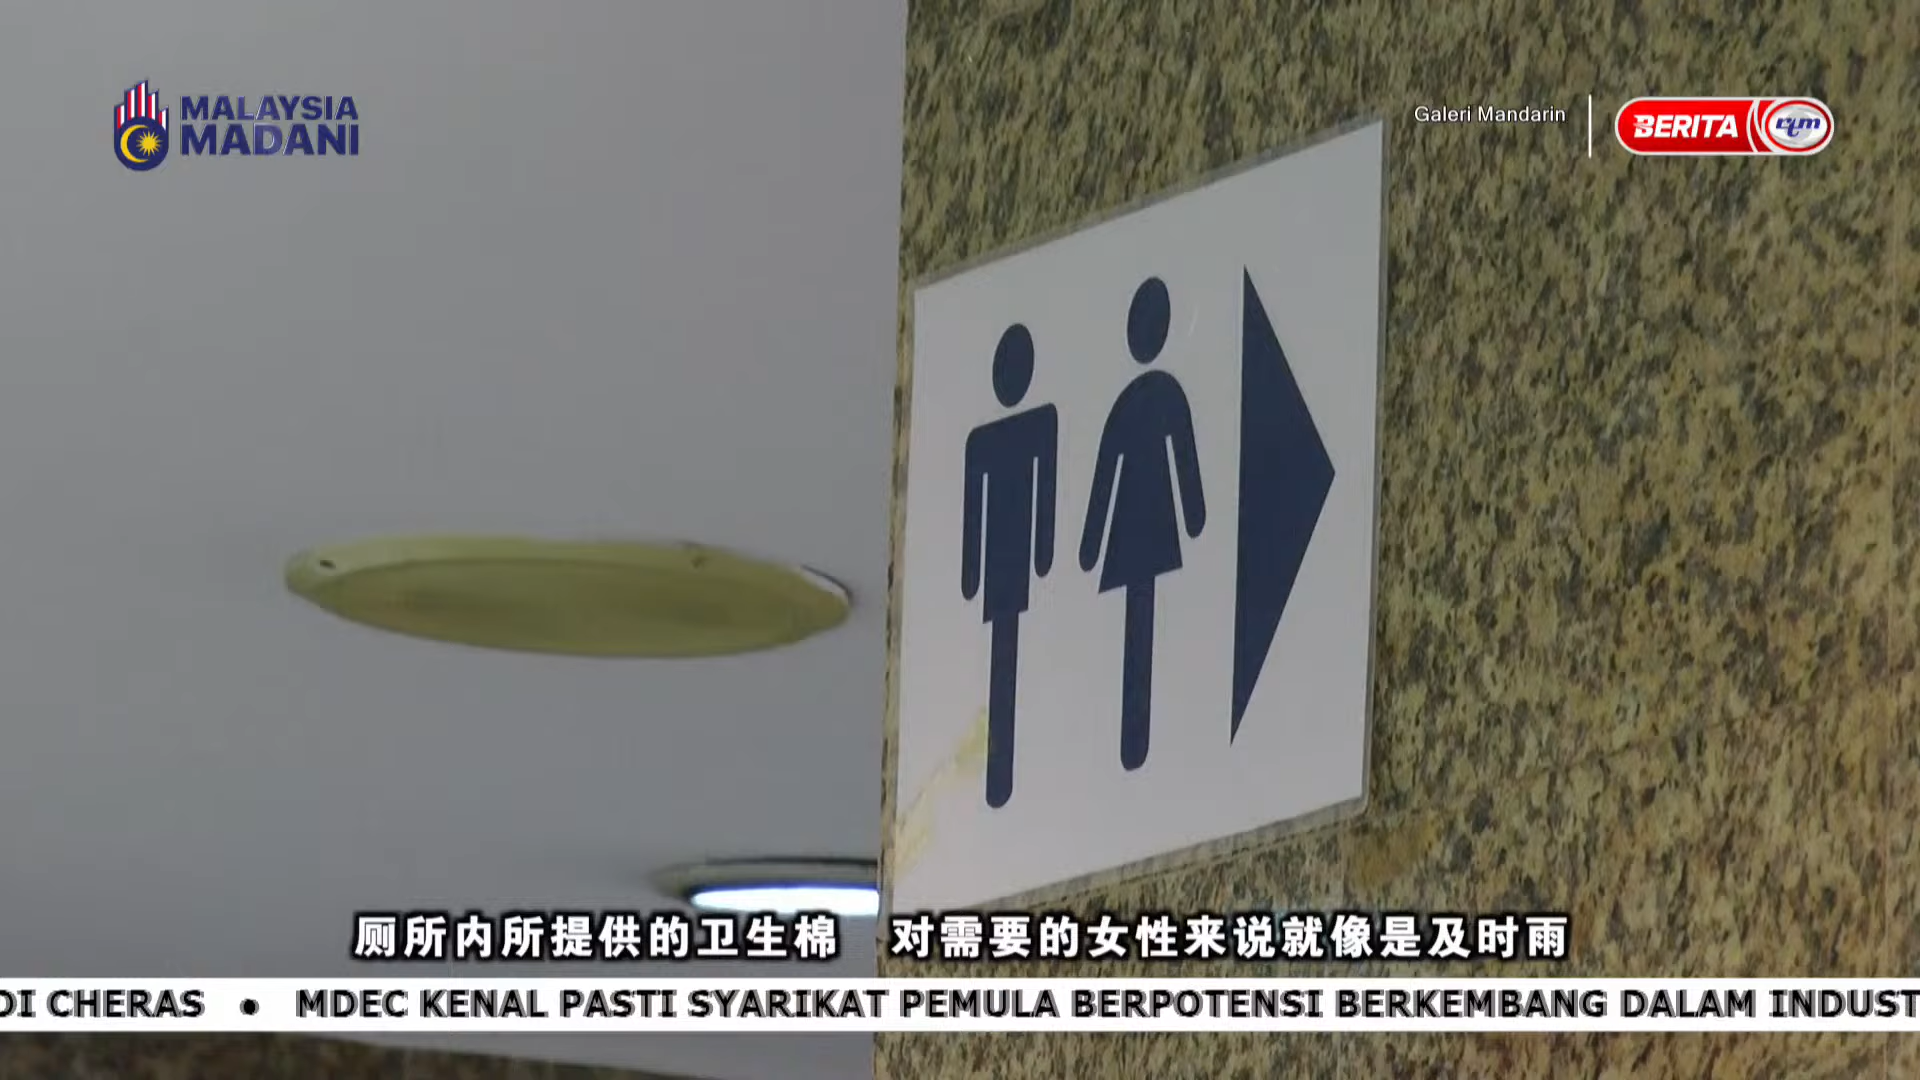 MALAYSIA
MADANI
Galeri Mandarin
BERITA rtm
厕所内所提供的卫生棉 对需要的女性来说就像是及时雨
DI CHERAS • MDEC KENAL PASTI SYARIKAT PEMULA BERPOTENSI BERKEMBANG DALAM INDUST